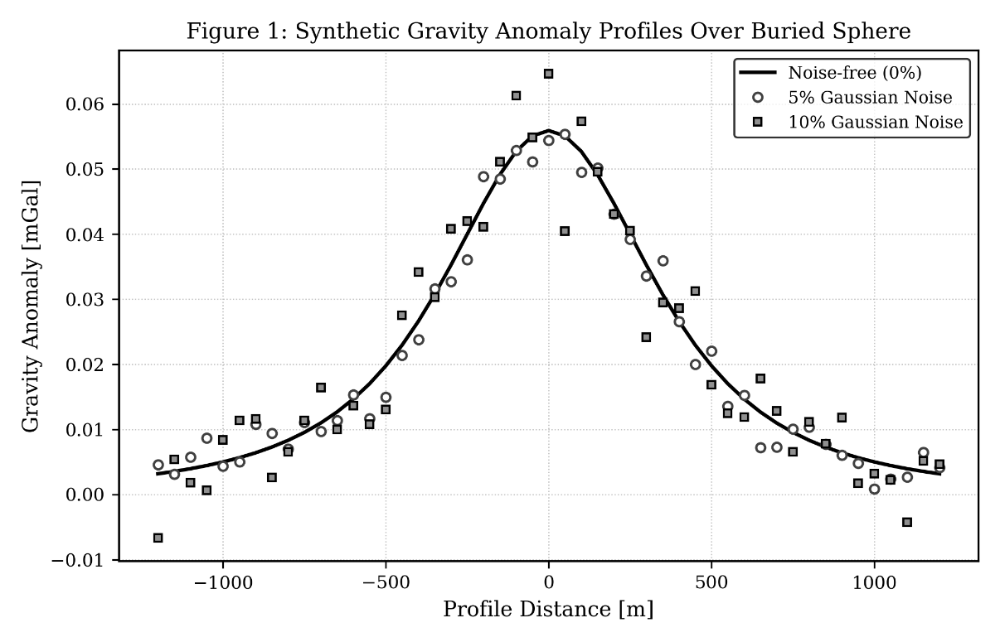 Figure 1: Synthetic Gravity Anomaly Profiles Over Buried Sphere
Noise-free (0%)
5% Gaussian Noise
10% Gaussian Noise
Gravity Anomaly [mGal]
0.06
0.05
0.04
0.03
0.02
0.01
0.00
−0.01
−1000
−500
0
500
1000
Profile Distance [m]